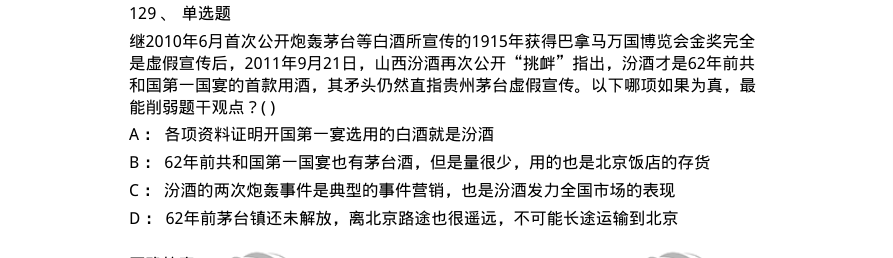 129、 单选题
继2010年6月首次公开炮轰茅台等白酒所宣传的1915年获得巴拿马万国博览会金奖完全
是虚假宣传后，2011年9月21日，山西汾酒再次公开“挑衅”指出，汾酒才是62年前共
和国第一国宴的首款用酒，其矛头仍然直指贵州茅台虚假宣传。以下哪项如果为真，最
能削弱题干观点？( )
A： 各项资料证明开国第一宴选用的白酒就是汾酒
B： 62年前共和国第一国宴也有茅台酒，但是量很少，用的也是北京饭店的存货
C： 汾酒的两次炮轰事件是典型的事件营销，也是汾酒发力全国市场的表现
D： 62年前茅台镇还未解放，离北京路途也很遥远，不可能长途运输到北京